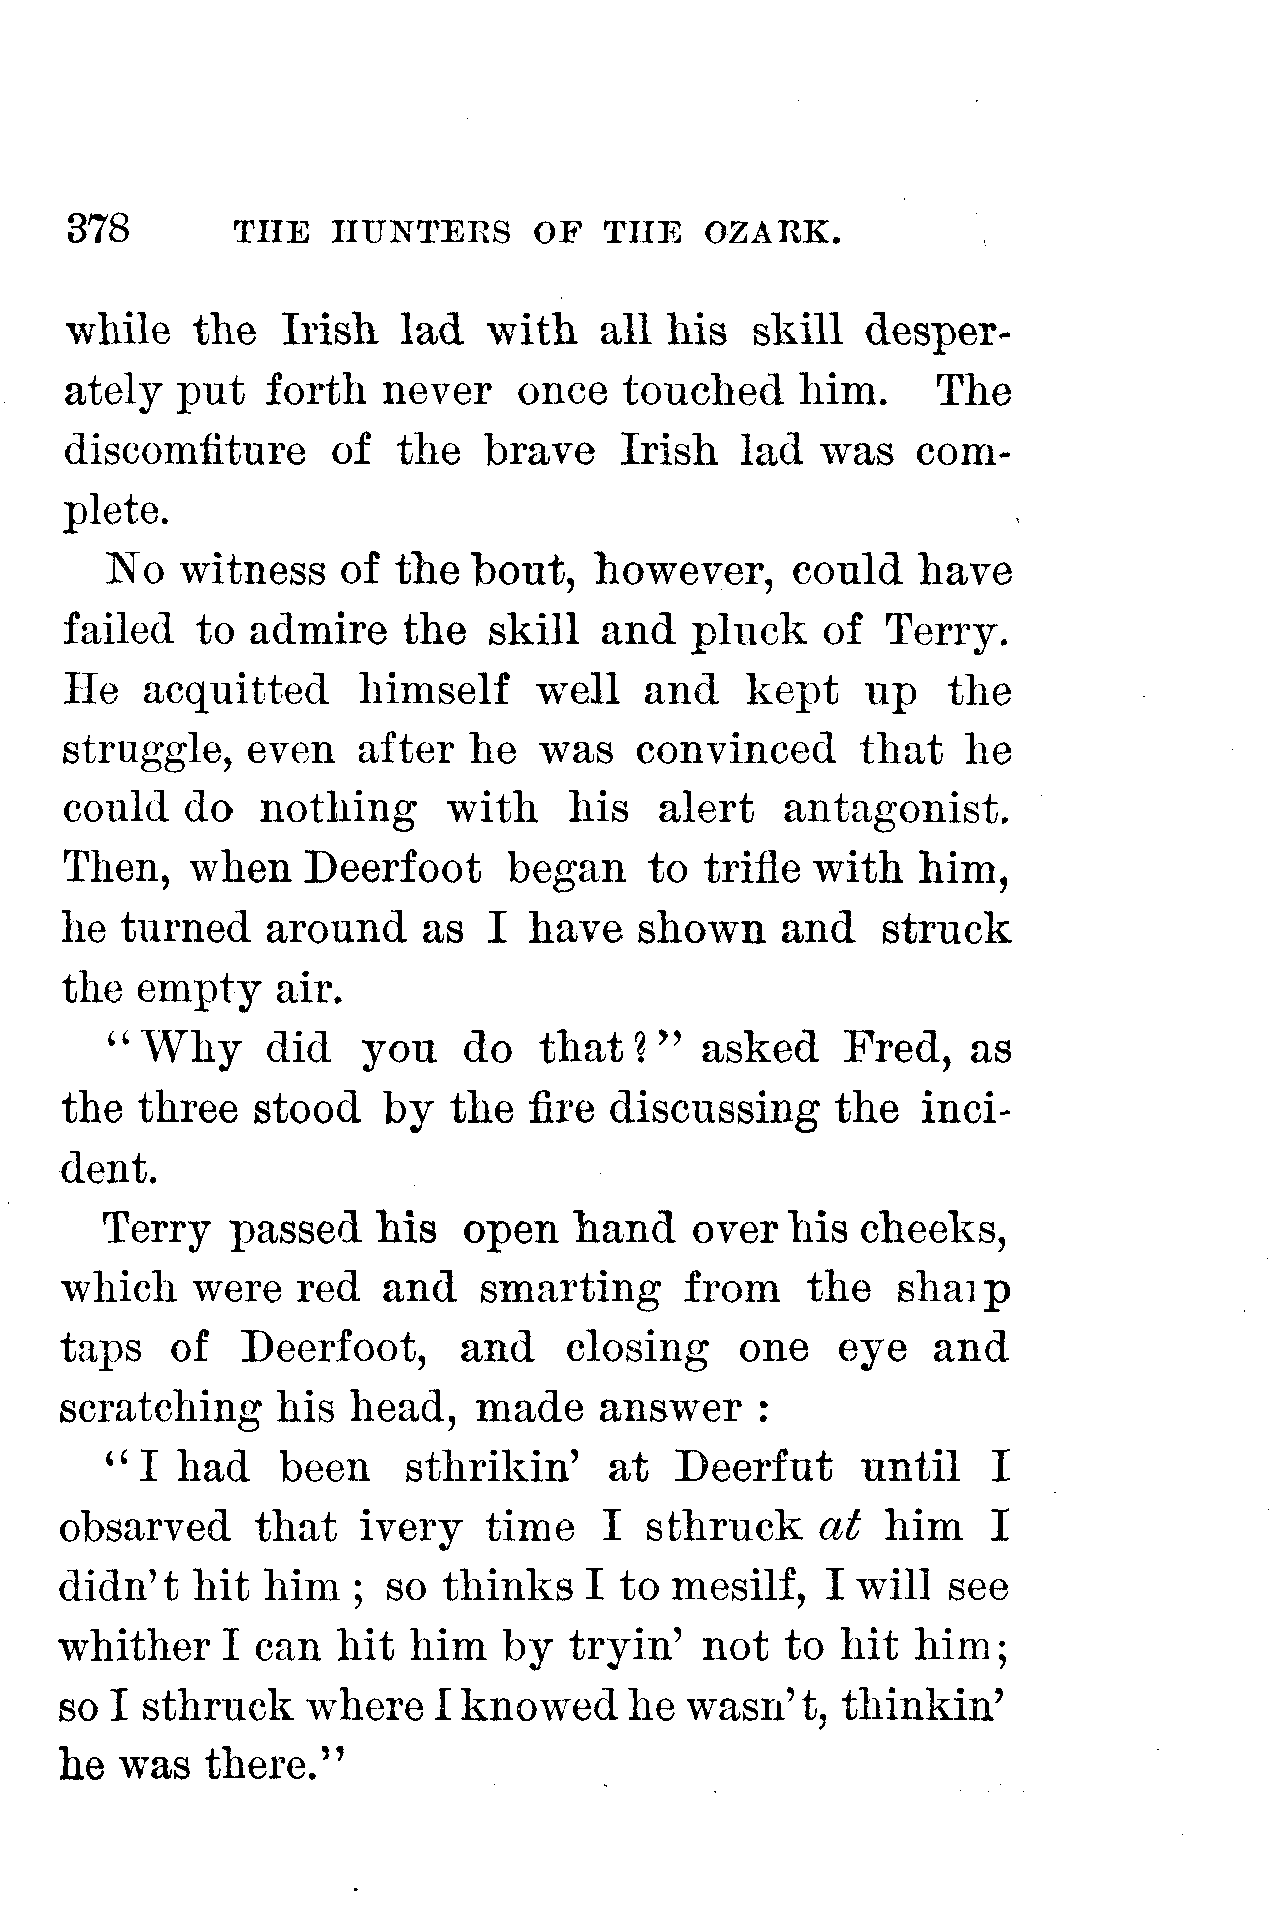 378 THE HUNTERS OF THE OZARK.
while the Irish lad with all his skill desper-
ately put forth never once touched him. The
discomfiture of the brave Irish lad was com-
plete.
No witness of the bout, however, could have
failed to admire the skill and pluck of Terry.
He acquitted himself well and kept up the
struggle, even after he was convinced that he
could do nothing with his alert antagonist.
Then, when Deerfoot began to trifle with him,
he turned around as I have shown and struck
the empty air.
"Why did you do that?" asked Fred, as
the three stood by the fire discussing the inci-
dent.
Terry passed his open hand over his cheeks,
which were red and smarting from the sharp
taps of Deerfoot, and closing one eye and
scratching his head, made answer :
"I had been sthrikin' at Deerfut until I
obsarved that ivery time I sthruck at him I
didn't hit him ; so thinks I to mesilf, I will see
whither I can hit him by tryin' not to hit him;
so I sthruck where I knowed he wasn't, thinkin'
he was there."